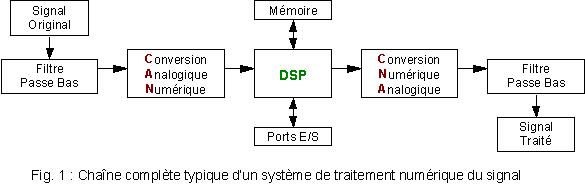 Signal
Original
Mémoire
Filtre
Passe Bas
Conversion
Analogique
Numérique
DSP
Conversion
Numérique
Analogique
Filtre
Passe Bas
Ports E/S
Signal
Traité
Fig. 1 : Chaîne complète typique d'un système de traitement numérique du signal